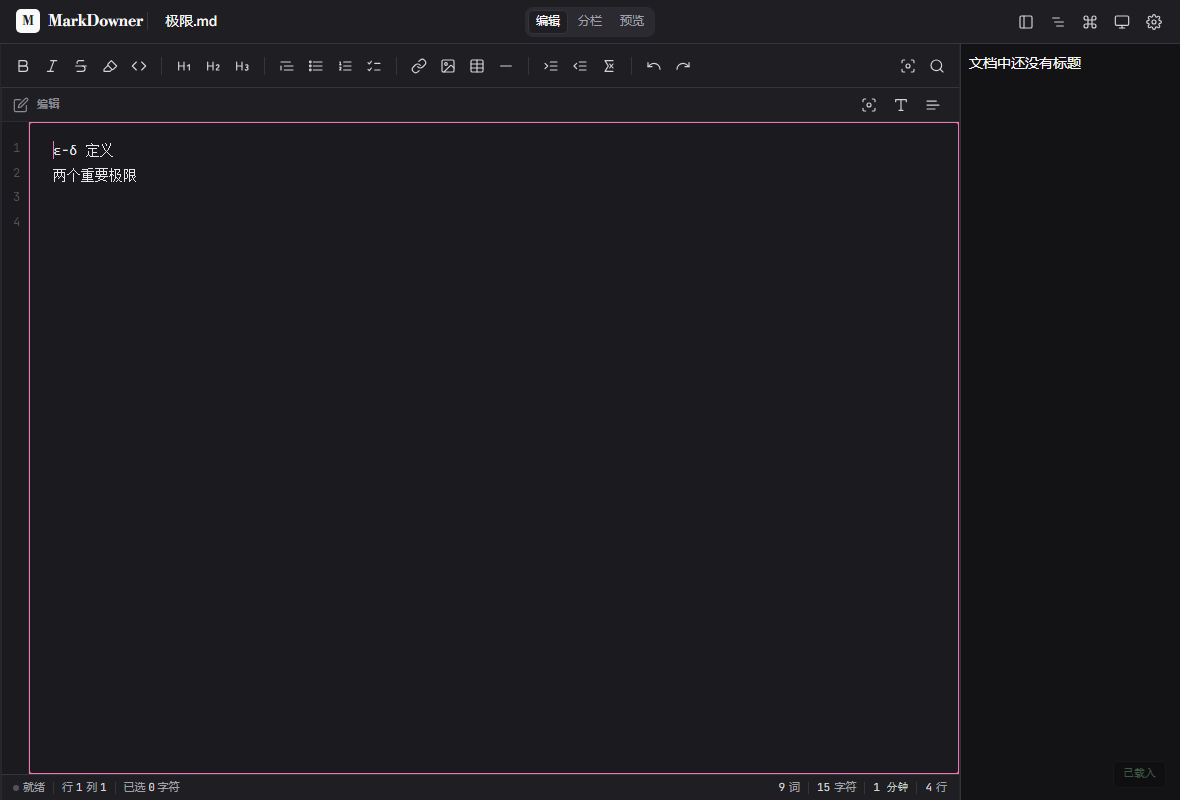 M MarkDowner 极限.md 编辑 分栏 预览
B I H1 H2 H3
文档中还没有标题
编辑
1 ε-δ 定义
2 两个重要极限
3
4
已载入
就绪 行 1 列 1 已选 0 字符 9 词 15 字符 1 分钟 4 行